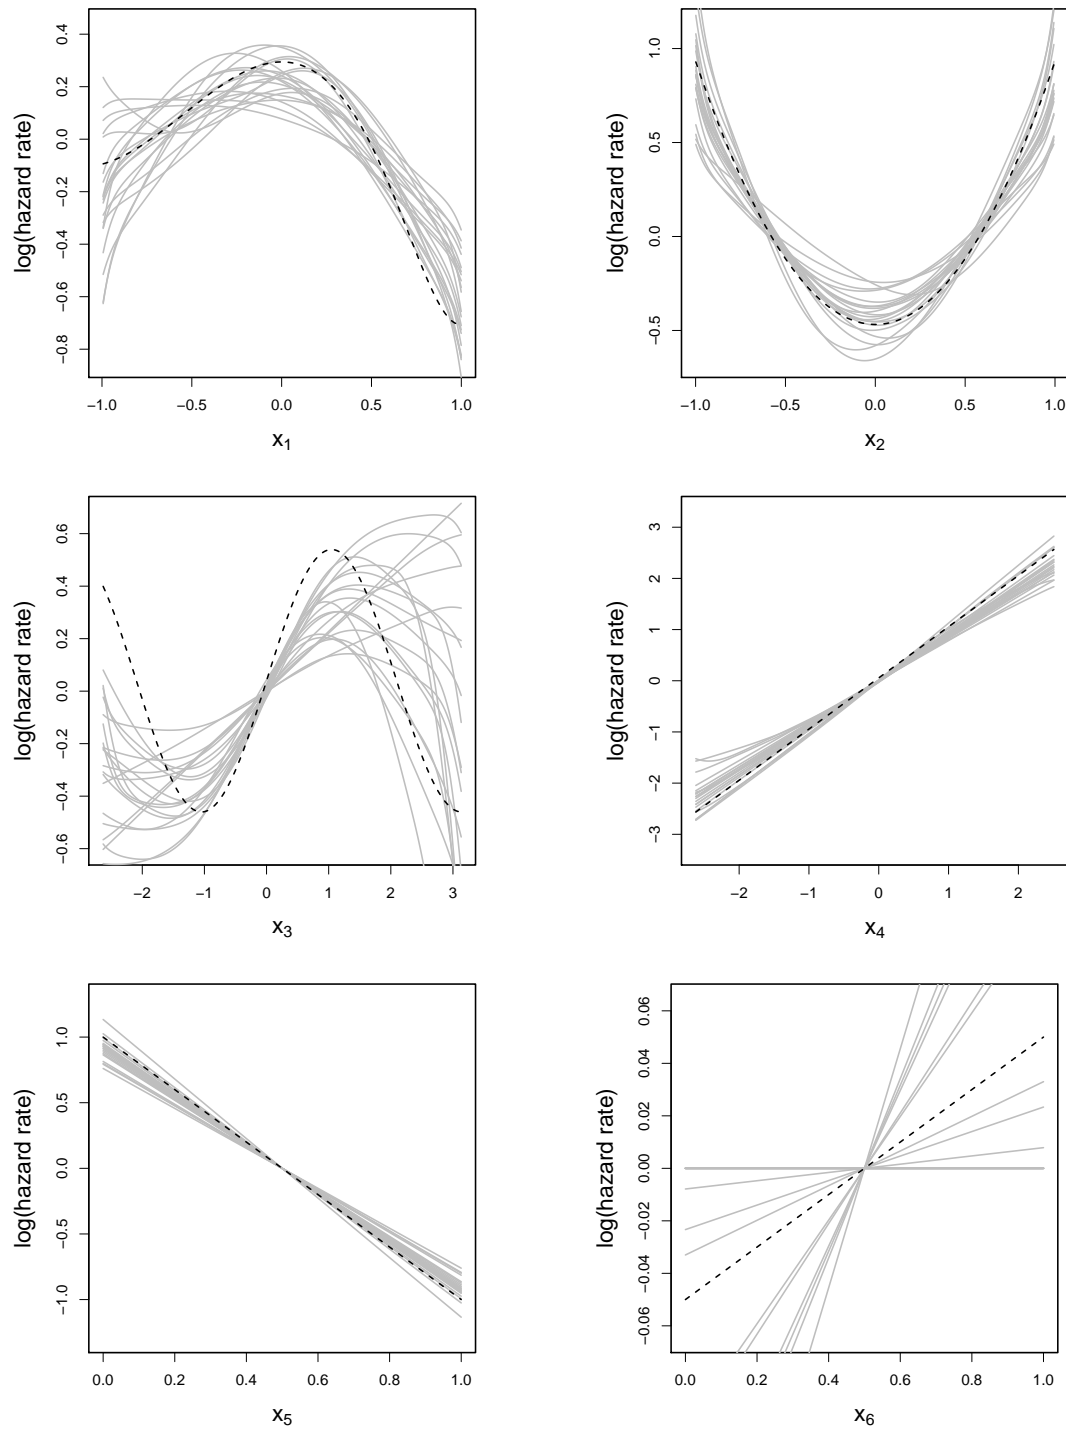 0.4
0.2
0.0
−0.2
−0.4
−0.6
−0.8
log(hazard rate)
−1.0 −0.5 0.0 0.5 1.0
x1
1.0
0.5
0.0
−0.5
log(hazard rate)
−1.0 −0.5 0.0 0.5 1.0
x2
0.6
0.4
0.2
0.0
−0.2
−0.4
−0.6
log(hazard rate)
−2 −1 0 1 2 3
x3
3
2
1
0
−1
−2
−3
log(hazard rate)
−2 −1 0 1 2
x4
1.0
0.5
0.0
−0.5
−1.0
log(hazard rate)
0.0 0.2 0.4 0.6 0.8 1.0
x5
0.06
0.04
0.02
0.00
−0.02
−0.04
−0.06
log(hazard rate)
0.0 0.2 0.4 0.6 0.8 1.0
x6